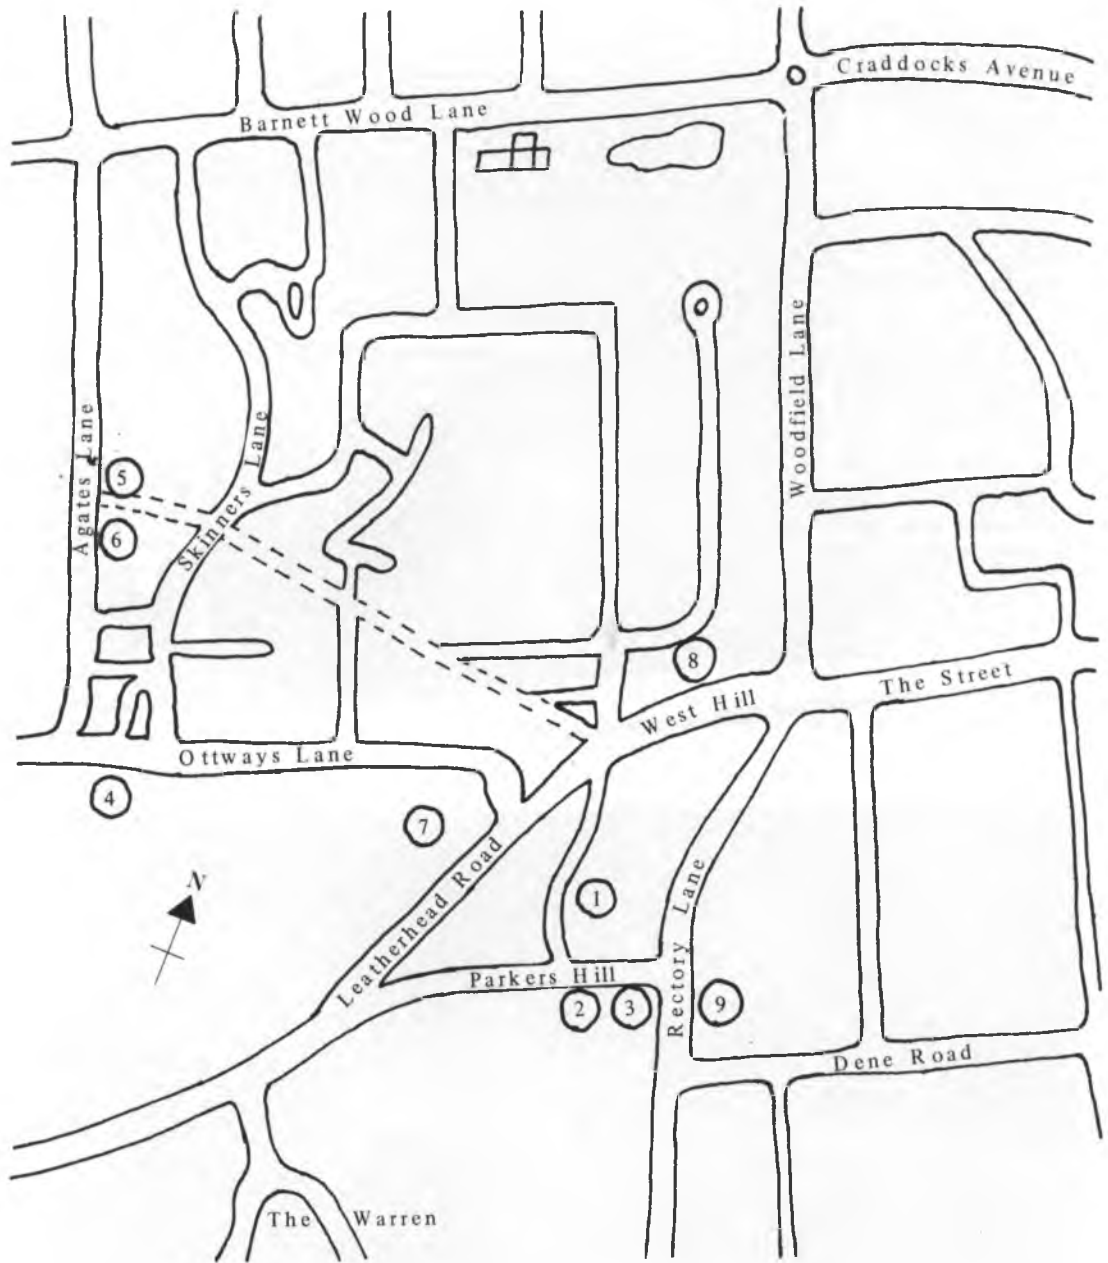 Craddocks Avenue
Barnett Wood Lane
Woodfield Lane
Agates Lane
Skinners Lane
5
6
8
The Street
West Hill
Ottways Lane
4
7
N
Leatherhead Road
1
Rectory Lane
Parkers Hill
2
3
9
Dene Road
The Warren